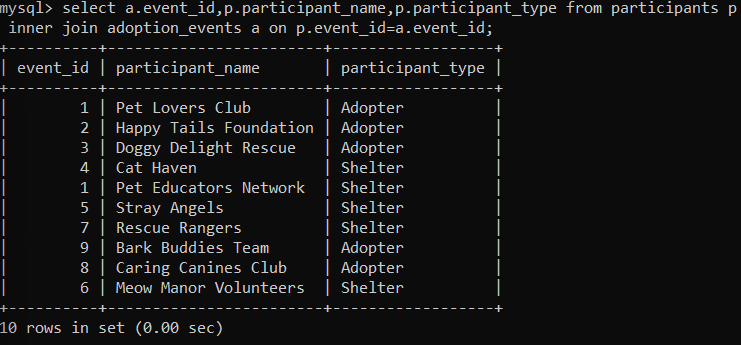 mysql> select a.event_id,p.participant_name,p.participant_type from participants p
inner join adoption_events a on p.event_id=a.event_id;
+----------+------------------------+------------------+
| event_id | participant_name       | participant_type |
+----------+------------------------+------------------+
|        1 | Pet Lovers Club        | Adopter          |
|        2 | Happy Tails Foundation | Adopter          |
|        3 | Doggy Delight Rescue   | Adopter          |
|        4 | Cat Haven              | Shelter          |
|        1 | Pet Educators Network  | Shelter          |
|        5 | Stray Angels           | Shelter          |
|        7 | Rescue Rangers         | Shelter          |
|        9 | Bark Buddies Team      | Adopter          |
|        8 | Caring Canines Club    | Adopter          |
|        6 | Meow Manor Volunteers  | Shelter          |
+----------+------------------------+------------------+
10 rows in set (0.00 sec)